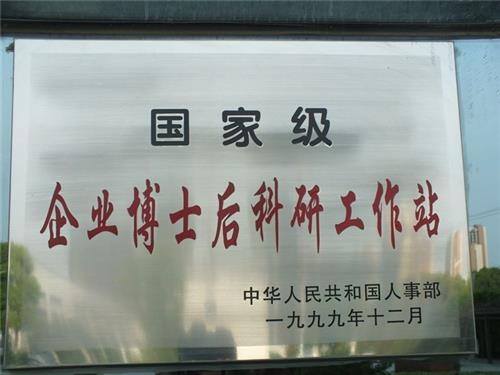 国家级
企业博士后科研工作站
中华人民共和国人事部
一九九九年十二月